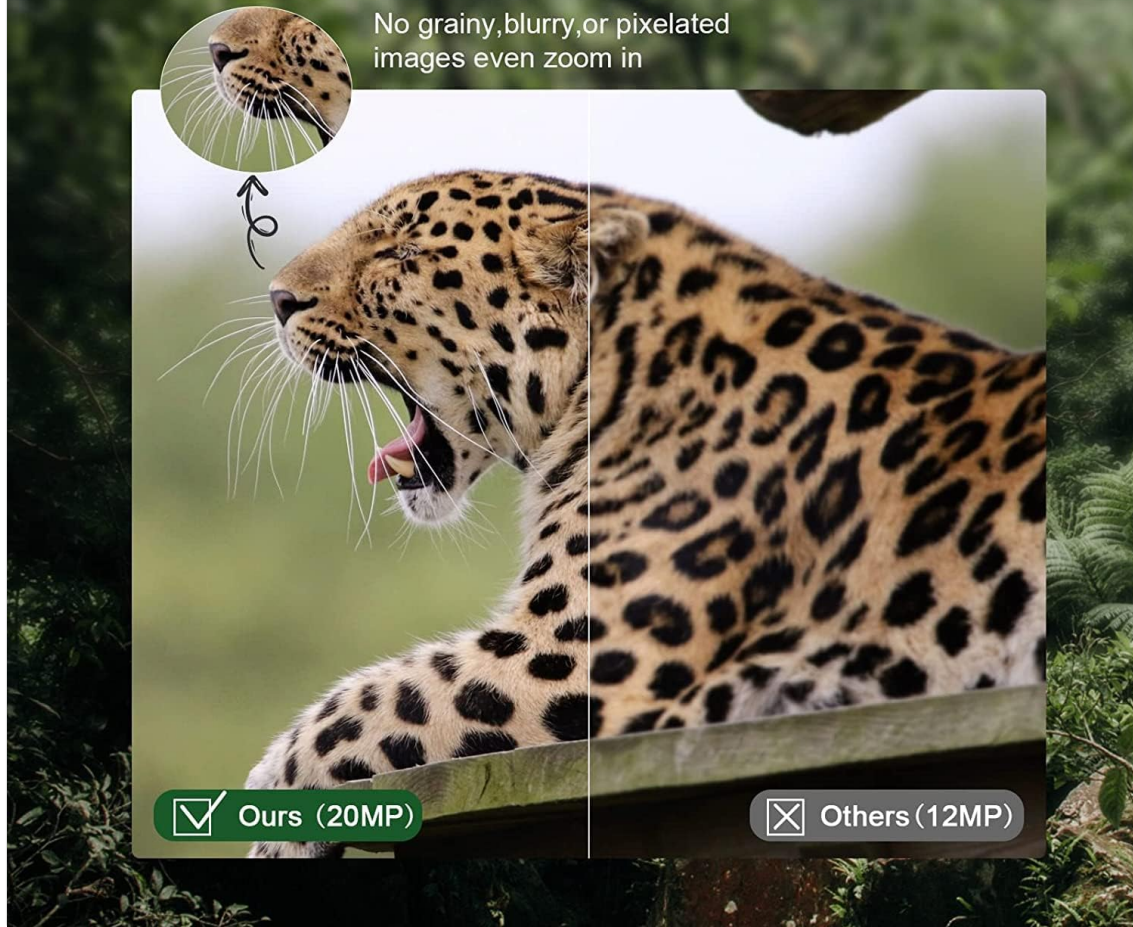 No grainy,blurry,or pixelated
images even zoom in
Ours (20MP)
Others (12MP)